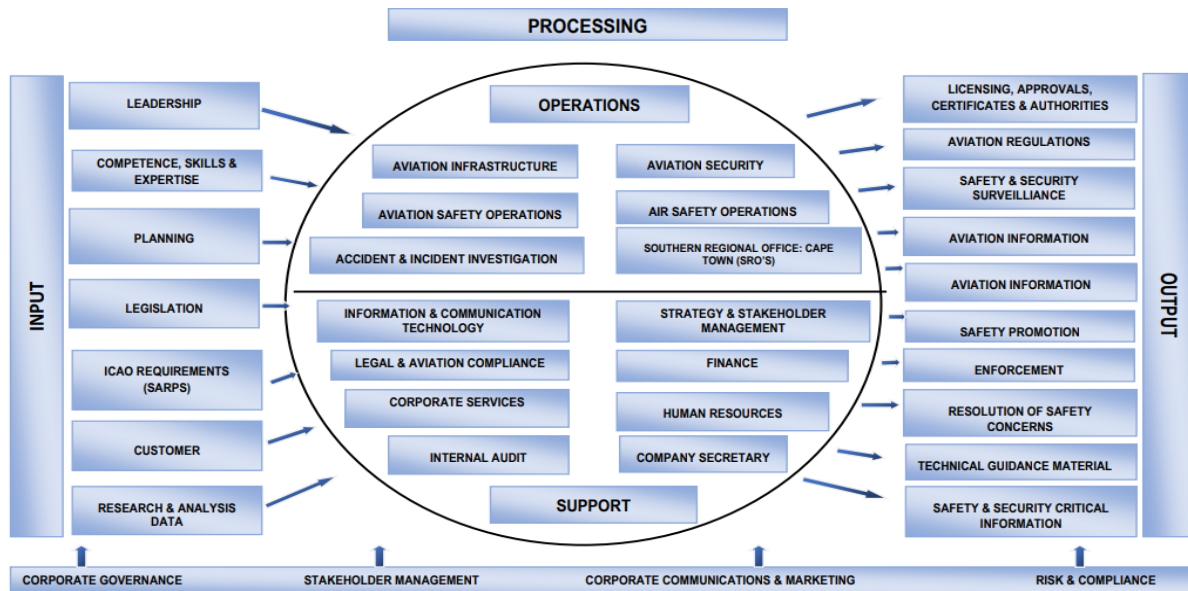 PROCESSING
INPUT
LEADERSHIP
COMPETENCE, SKILLS &
EXPERTISE
PLANNING
LEGISLATION
ICAO REQUIREMENTS
(SARPS)
CUSTOMER
RESEARCH & ANALYSIS
DATA
OPERATIONS
AVIATION INFRASTRUCTURE
AVIATION SECURITY
AVIATION SAFETY OPERATIONS
AIR SAFETY OPERATIONS
ACCIDENT & INCIDENT INVESTIGATION
SOUTHERN REGIONAL OFFICE: CAPE
TOWN (SRO'S)
INFORMATION & COMMUNICATION
TECHNOLOGY
STRATEGY & STAKEHOLDER
MANAGEMENT
LEGAL & AVIATION COMPLIANCE
FINANCE
CORPORATE SERVICES
HUMAN RESOURCES
INTERNAL AUDIT
COMPANY SECRETARY
SUPPORT
LICENSING, APPROVALS,
CERTIFICATES & AUTHORITIES
AVIATION REGULATIONS
SAFETY & SECURITY
SURVEILLIANCE
AVIATION INFORMATION
AVIATION INFORMATION
SAFETY PROMOTION
ENFORCEMENT
RESOLUTION OF SAFETY
CONCERNS
TECHNICAL GUIDANCE MATERIAL
SAFETY & SECURITY CRITICAL
INFORMATION
OUTPUT
CORPORATE GOVERNANCE
STAKEHOLDER MANAGEMENT
CORPORATE COMMUNICATIONS & MARKETING
RISK & COMPLIANCE